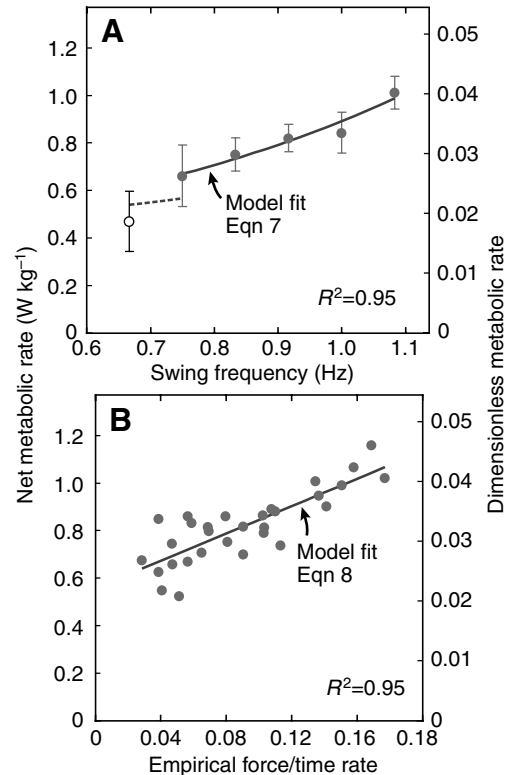 A
1.2
1.0
0.8
0.6
0.4
0.2
0
0.05
0.04
0.03
0.02
0.01
0
Model fit
Eqn 7
R²=0.95
0.6 0.7 0.8 0.9 1.0 1.1
Swing frequency (Hz)
Net metabolic rate (W kg⁻¹)
Dimensionless metabolic rate
B
1.2
1.0
0.8
0.6
0.4
0.2
0
0.05
0.04
0.03
0.02
0.01
0
Model fit
Eqn 8
R²=0.95
0 0.04 0.08 0.12 0.16 0.18
Empirical force/time rate